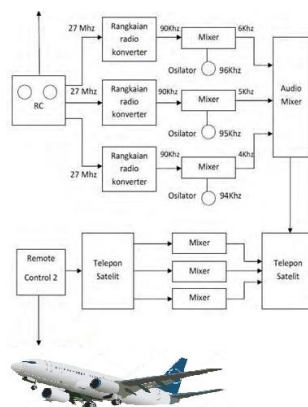 27 Mhz
Rangkaian
radio
konverter
90Khz
Mixer
6Khz
Osilator
96Khz
RC
27 Mhz
Rangkaian
radio
konverter
90Khz
Mixer
5Khz
Osilator
95Khz
Audio
Mixer
27 Mhz
Rangkaian
radio
konverter
90Khz
Mixer
4Khz
Osilator
94Khz
Remote
Control 2
Telepon
Satelit
Mixer
Mixer
Mixer
Telepon
Satelit